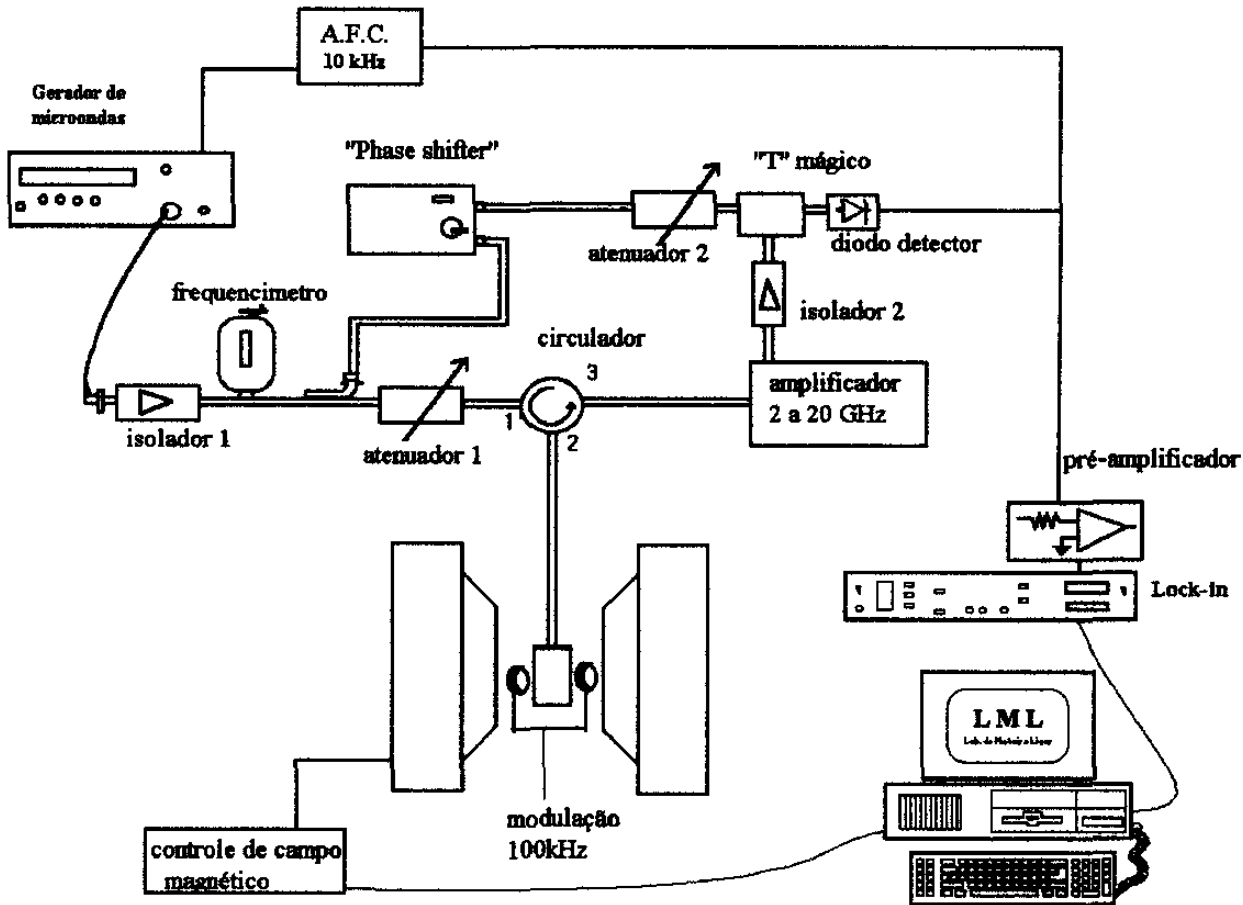 A.F.C.
10 kHz
Gerador de
microondas
"Phase shifter"
"T" mágico
atenuador 2
diodo detector
frequencimetro
isolador 2
circulador
3
amplificador
2 a 20 GHz
1
2
isolador 1
atenuador 1
pré-amplificador
Lock-in
L M L
modulação
100kHz
controle de campo
magnético